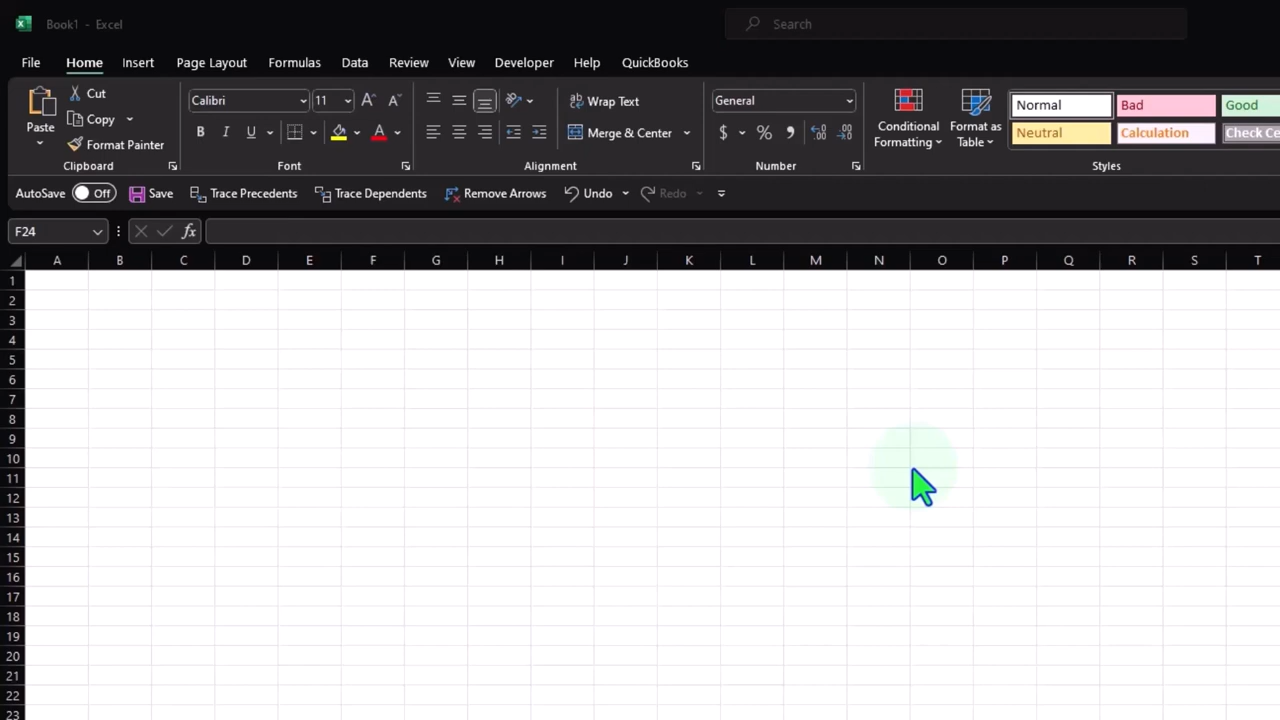 Book1 - Excel
Search
File Home Insert Page Layout Formulas Data Review View Developer Help QuickBooks
Paste Cut Copy Format Painter
Calibri 11 A A
B I U A
Wrap Text
Merge & Center
General
$ % 9
Conditional Formatting
Format as Table
Normal Bad Good
Neutral Calculation Check Ce
Clipboard Font Alignment Number Styles
AutoSave Off Save Trace Precedents Trace Dependents Remove Arrows Undo Redo
F24 fx
A B C D E F G H I J K L M N O P Q R S T
1
2
3
4
5
6
7
8
9
10
11
12
13
14
15
16
17
18
19
20
21
22
23